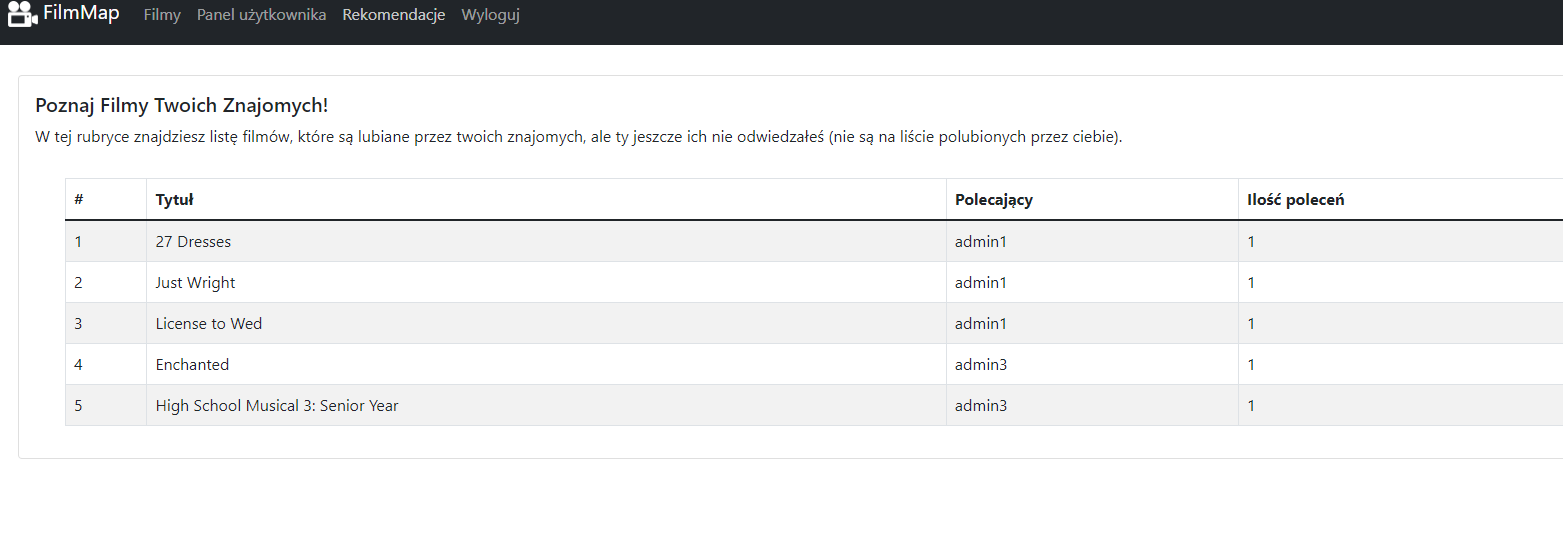 FilmMap Filmy Panel użytkownika Rekomendacje Wyloguj
Poznaj Filmy Twoich Znajomych!
W tej rubryce znajdziesz listę filmów, które są lubiane przez twoich znajomych, ale ty jeszcze ich nie odwiedzałeś (nie są na liście polubionych przez ciebie).
# Tytuł Polecający Ilość poleceń
1 27 Dresses admin1 1
2 Just Wright admin1 1
3 License to Wed admin1 1
4 Enchanted admin3 1
5 High School Musical 3: Senior Year admin3 1